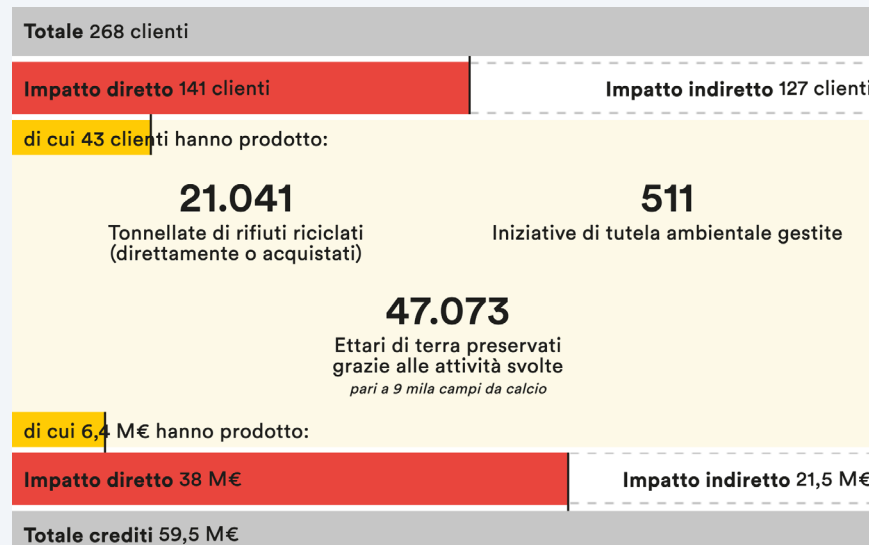 Totale 268 clienti
Impatto diretto 141 clienti
Impatto indiretto 127 clienti
di cui 43 clienti hanno prodotto:
21.041
Tonnellate di rifiuti riciclati
(direttamente o acquistati)
511
Iniziative di tutela ambientale gestite
47.073
Ettari di terra preservati
grazie alle attività svolte
pari a 9 mila campi da calcio
di cui 6,4 M€ hanno prodotto:
Impatto diretto 38 M€
Impatto indiretto 21,5 M€
Totale crediti 59,5 M€